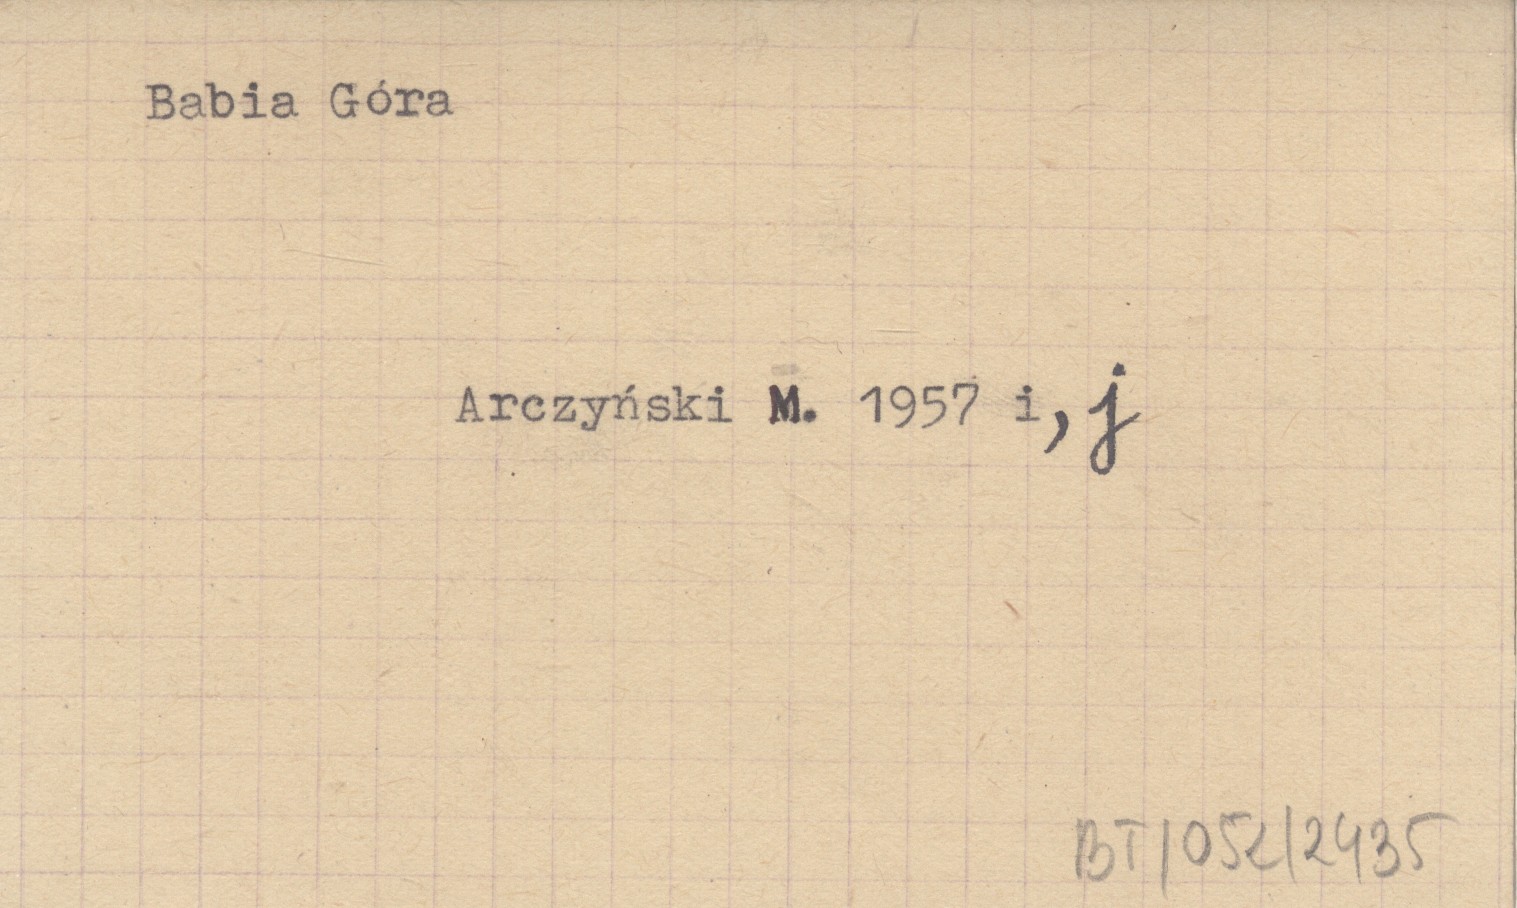 Babia Góra
Arczyński M. 1957 i, j
BT/052/2435